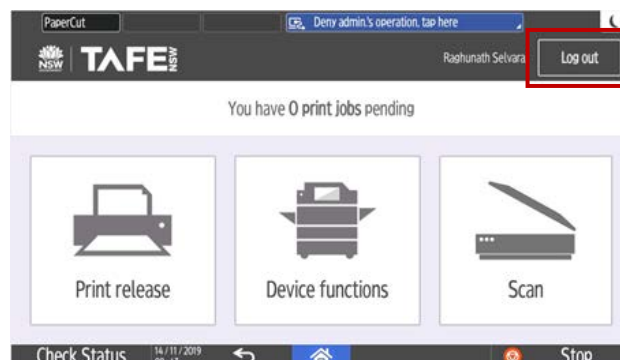 PaperCut
Deny admin.'s operation, tap here
NSW TAFE NSW
Raghunath Selvara
Log out
You have 0 print jobs pending
Print release
Device functions
Scan
Check Status
14/11/2019
Stop